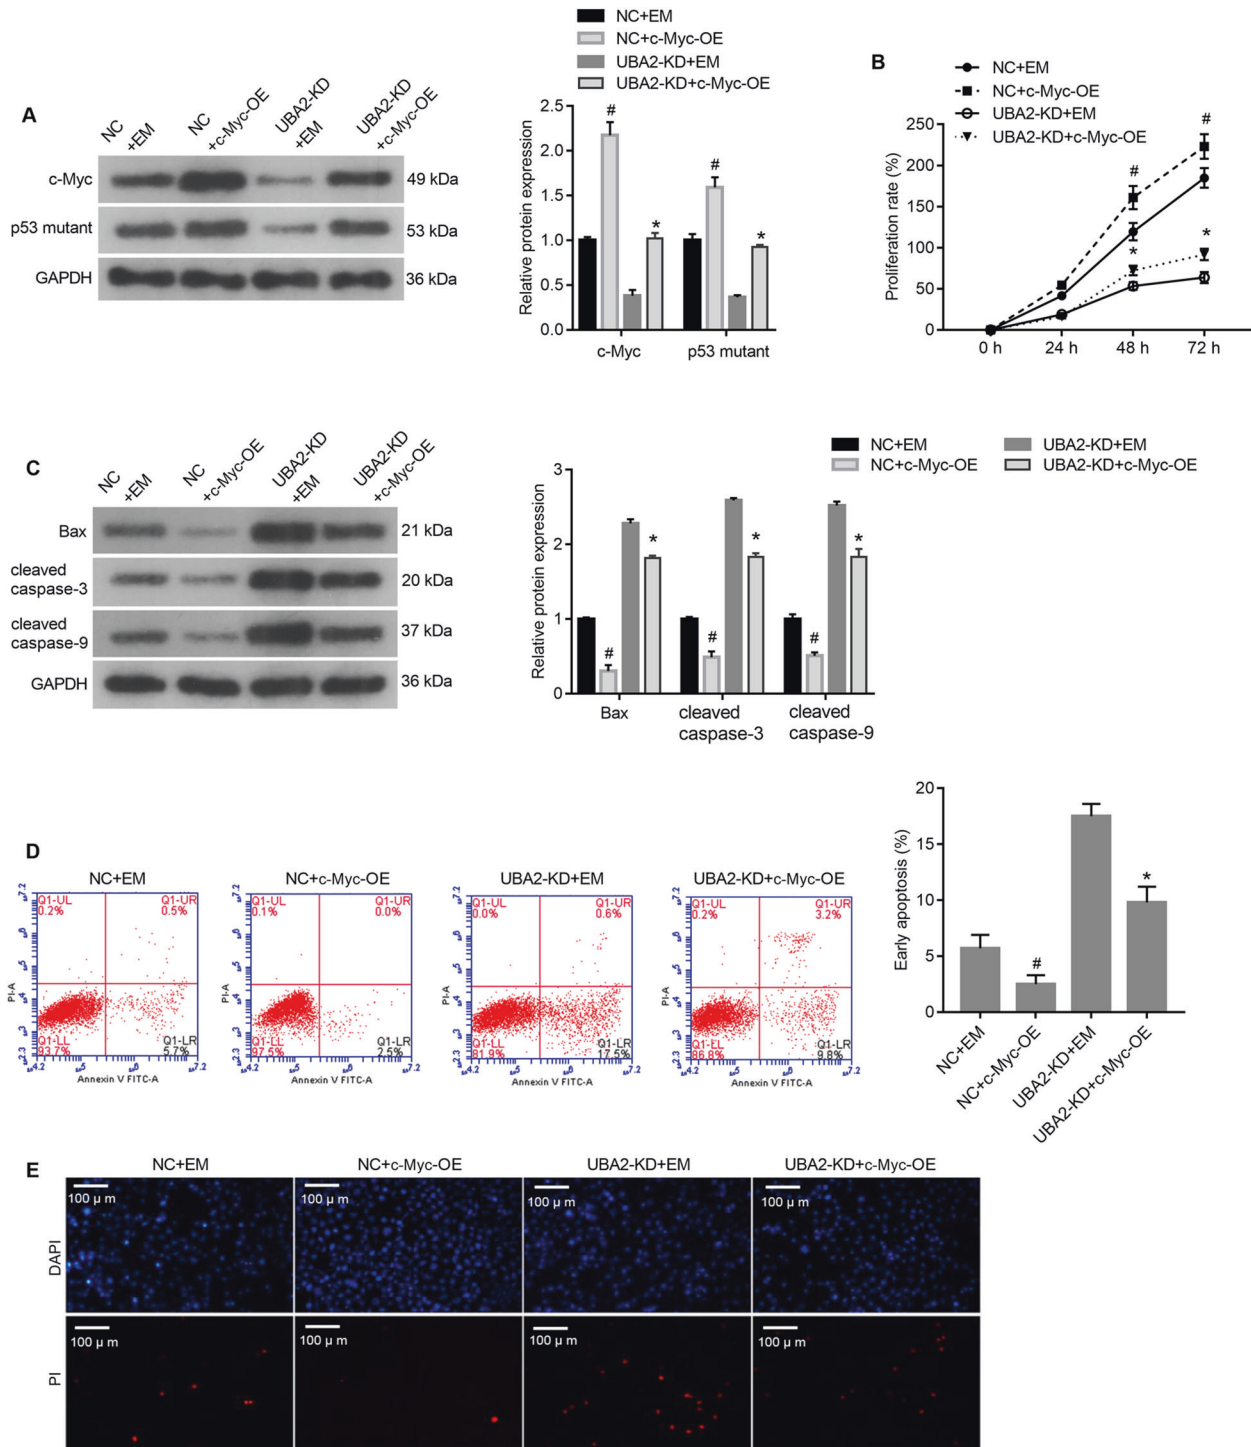 A
NC
+EM
NC
+c-Myc-OE
UBA2-KD
+EM
UBA2-KD
+c-Myc-OE
c-Myc
49 kDa
p53 mutant
53 kDa
GAPDH
36 kDa
NC+EM
NC+c-Myc-OE
UBA2-KD+EM
UBA2-KD+c-Myc-OE
Relative protein expression
2.5
2.0
1.5
1.0
0.5
0.0
#
#
*
*
c-Myc
p53 mutant
B
NC+EM
NC+c-Myc-OE
UBA2-KD+EM
UBA2-KD+c-Myc-OE
Proliferation rate (%)
250
200
150
100
50
0
#
#
*
*
0 h
24 h
48 h
72 h
C
NC
+EM
NC
+c-Myc-OE
UBA2-KD
+EM
UBA2-KD
+c-Myc-OE
Bax
21 kDa
cleaved
caspase-3
20 kDa
cleaved
caspase-9
37 kDa
GAPDH
36 kDa
NC+EM
NC+c-Myc-OE
UBA2-KD+EM
UBA2-KD+c-Myc-OE
Relative protein expression
3
2
1
0
#
*
#
*
#
*
Bax
cleaved
caspase-3
cleaved
caspase-9
D
NC+EM
Q1-UL
0.2%
Q1-UR
0.5%
Q1-LL
93.7%
Q1-LR
5.7%
PI-A
Annexin V FITC-A
NC+c-Myc-OE
Q1-UL
0.1%
Q1-UR
0.0%
Q1-LL
97.5%
Q1-LR
2.5%
PI-A
Annexin V FITC-A
UBA2-KD+EM
Q1-UL
0.0%
Q1-UR
0.6%
Q1-LL
81.9%
Q1-LR
17.5%
PI-A
Annexin V FITC-A
UBA2-KD+c-Myc-OE
Q1-UL
0.2%
Q1-UR
3.2%
Q1-LL
86.8%
Q1-LR
9.8%
PI-A
Annexin V FITC-A
Early apoptosis (%)
20
15
10
5
0
#
*
NC+EM
NC+c-Myc-OE
UBA2-KD+EM
UBA2-KD+c-Myc-OE
E
NC+EM
NC+c-Myc-OE
UBA2-KD+EM
UBA2-KD+c-Myc-OE
DAPI
100 μm
100 μm
100 μm
100 μm
PI
100 μm
100 μm
100 μm
100 μm